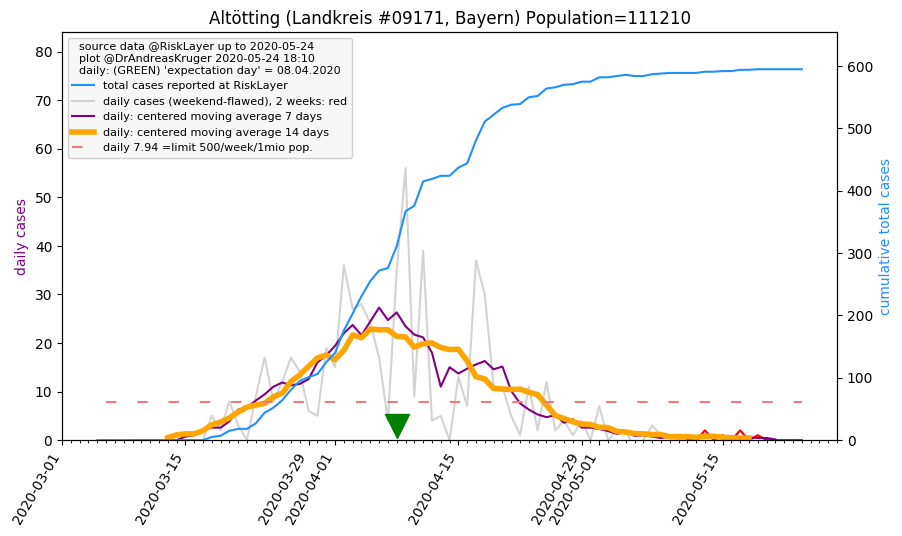 Altötting (Landkreis #09171, Bayern) Population=111210
source data @RiskLayer up to 2020-05-24
plot @DrAndreasKruger 2020-05-24 18:10
daily: (GREEN) 'expectation day' = 08.04.2020
total cases reported at RiskLayer
daily cases (weekend-flawed), 2 weeks: red
daily: centered moving average 7 days
daily: centered moving average 14 days
daily 7.94 =limit 500/week/1mio pop.
daily cases
80
70
60
50
40
30
20
10
0
cumulative total cases
600
500
400
300
200
100
0
2020-03-01
2020-03-15
2020-03-29
2020-04-01
2020-04-15
2020-04-29
2020-05-01
2020-05-15